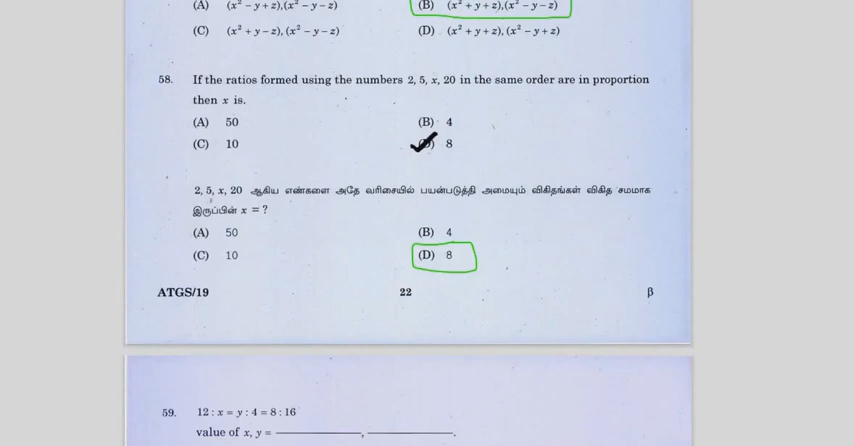 (A) (x² − y + z),(x² − y − z) (B) (x² + y + z),(x² − y − z)
(C) (x² + y − z), (x² − y − z) (D) (x² + y + z), (x² − y + z)
58. If the ratios formed using the numbers 2, 5, x, 20 in the same order are in proportion
then x is.
(A) 50 (B) 4
(C) 10 8
2, 5, x, 20 ஆகிய எண்களை அதே வரிசையில் பயன்படுத்தி அமையும் விகிதங்கள் விகித சமமாக
இருப்பின் x = ?
(A) 50 (B) 4
(C) 10 (D) 8
ATGS/19 22 β
59. 12 : x = y : 4 = 8 : 16
value of x, y = , .